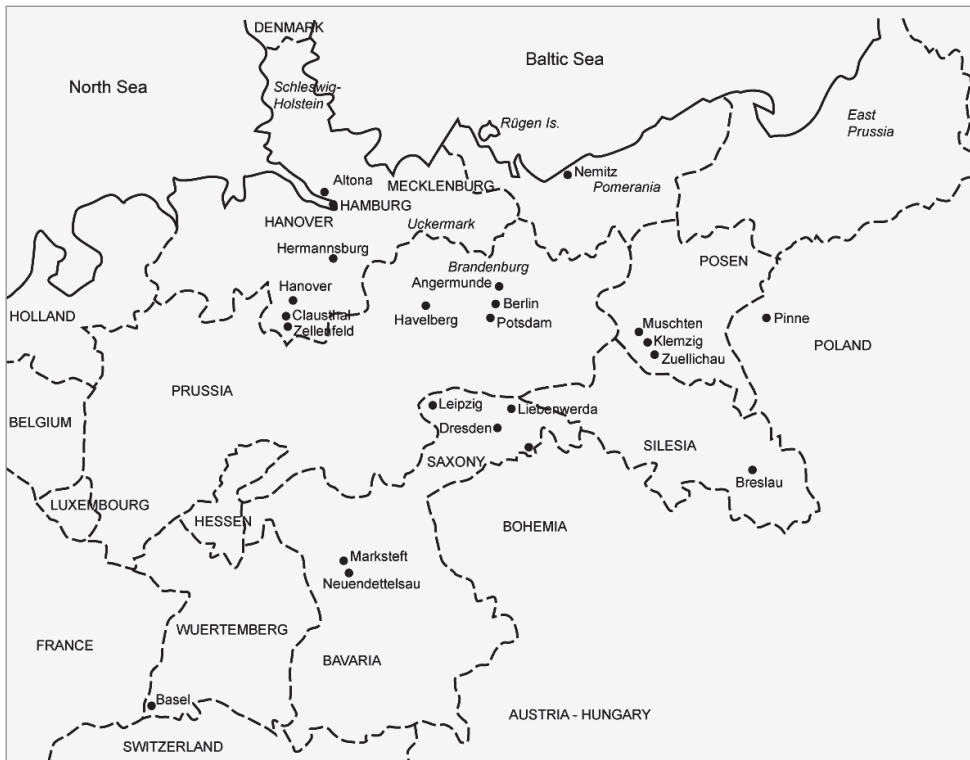 DENMARK
North Sea
Baltic Sea
Schleswig-
Holstein
Rügen Is.
East
Prussia
Altona
HAMBURG
MECKLENBURG
Nemitz
Pomerania
HANOVER
Uckermark
Hermannsburg
POSEN
Brandenburg
Angermunde
Hanover
Berlin
HOLLAND
Clausthal
Havelberg
Potsdam
Pinne
Zellenfeld
Muschten
Klemzig
POLAND
Zuellichau
PRUSSIA
Leipzig
Liebenwerda
BELGIUM
Dresden
SAXONY
SILESIA
Breslau
LUXEMBOURG
HESSEN
BOHEMIA
Marksteft
Neuendettelsau
WUERTEMBERG
FRANCE
BAVARIA
Basel
AUSTRIA - HUNGARY
SWITZERLAND